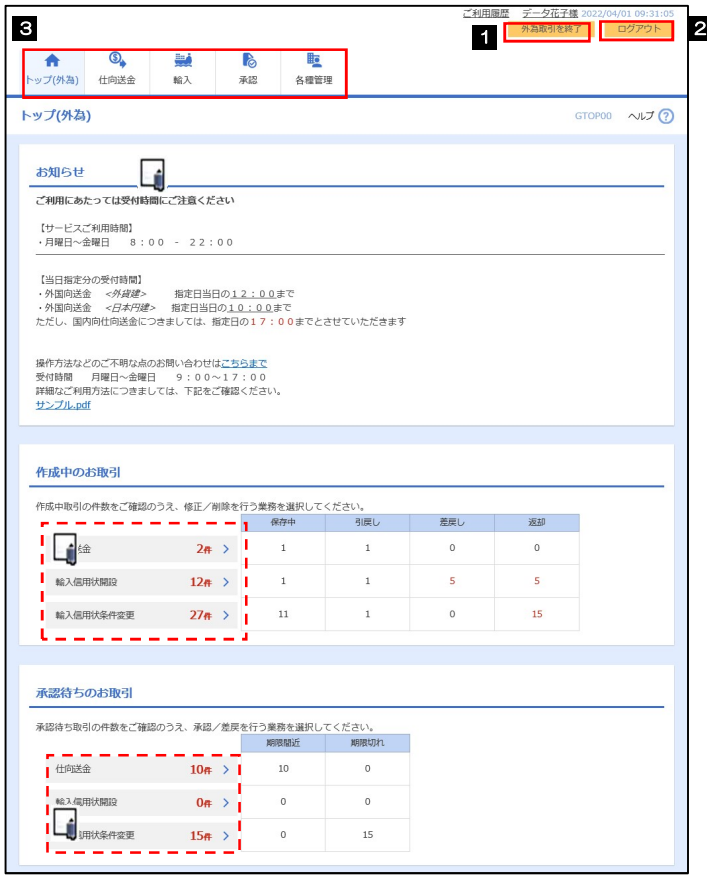 ご利用履歴 データ花子様 2022/04/01 09:31:05
3
1
外為取引を終了
ログアウト
2
トップ(外為)
仕向送金
輸入
承認
各種管理
トップ(外為)
GTOP00 ヘルプ ?
お知らせ
ご利用にあたっては受付時間にご注意くださ い
【サービスご利用時間】
・月曜日～金曜日 8:00 - 22:00
【当日指定分の受付時間】
・外国向送金 <外貨建> 指定日当日の12:00まで
・外国向送金 <日本円建> 指定日当日の10:00まで
ただし、国内向仕向送金につきましては、指定日の17:00までとさせていただきます
操作方法などのご不明な点のお問い合わせはこちらまで
受付時間 月曜日～金曜日 9:00～17:00
詳細なご利用方法につきましては、下記をご確認ください。
サンプル.pdf
作成中のお取引
作成中取引の件数をご確認のうえ、修正／削除を行う業務を選択してください。
保存中 引戻し 差戻し 返却
金 2件 > 1 1 0 0
輸入信用状開設 12件 > 1 1 5 5
輸入信用状条件変更 27件 > 11 1 0 15
承認待ちのお取引
承認待ち取引の件数をご確認のうえ、承認／差戻を行う業務を選択してください。
期限間近 期限切れ
仕向送金 10件 > 10 0
輸入信用状開設 0件 > 0 0
用状条件変更 15件 > 0 15